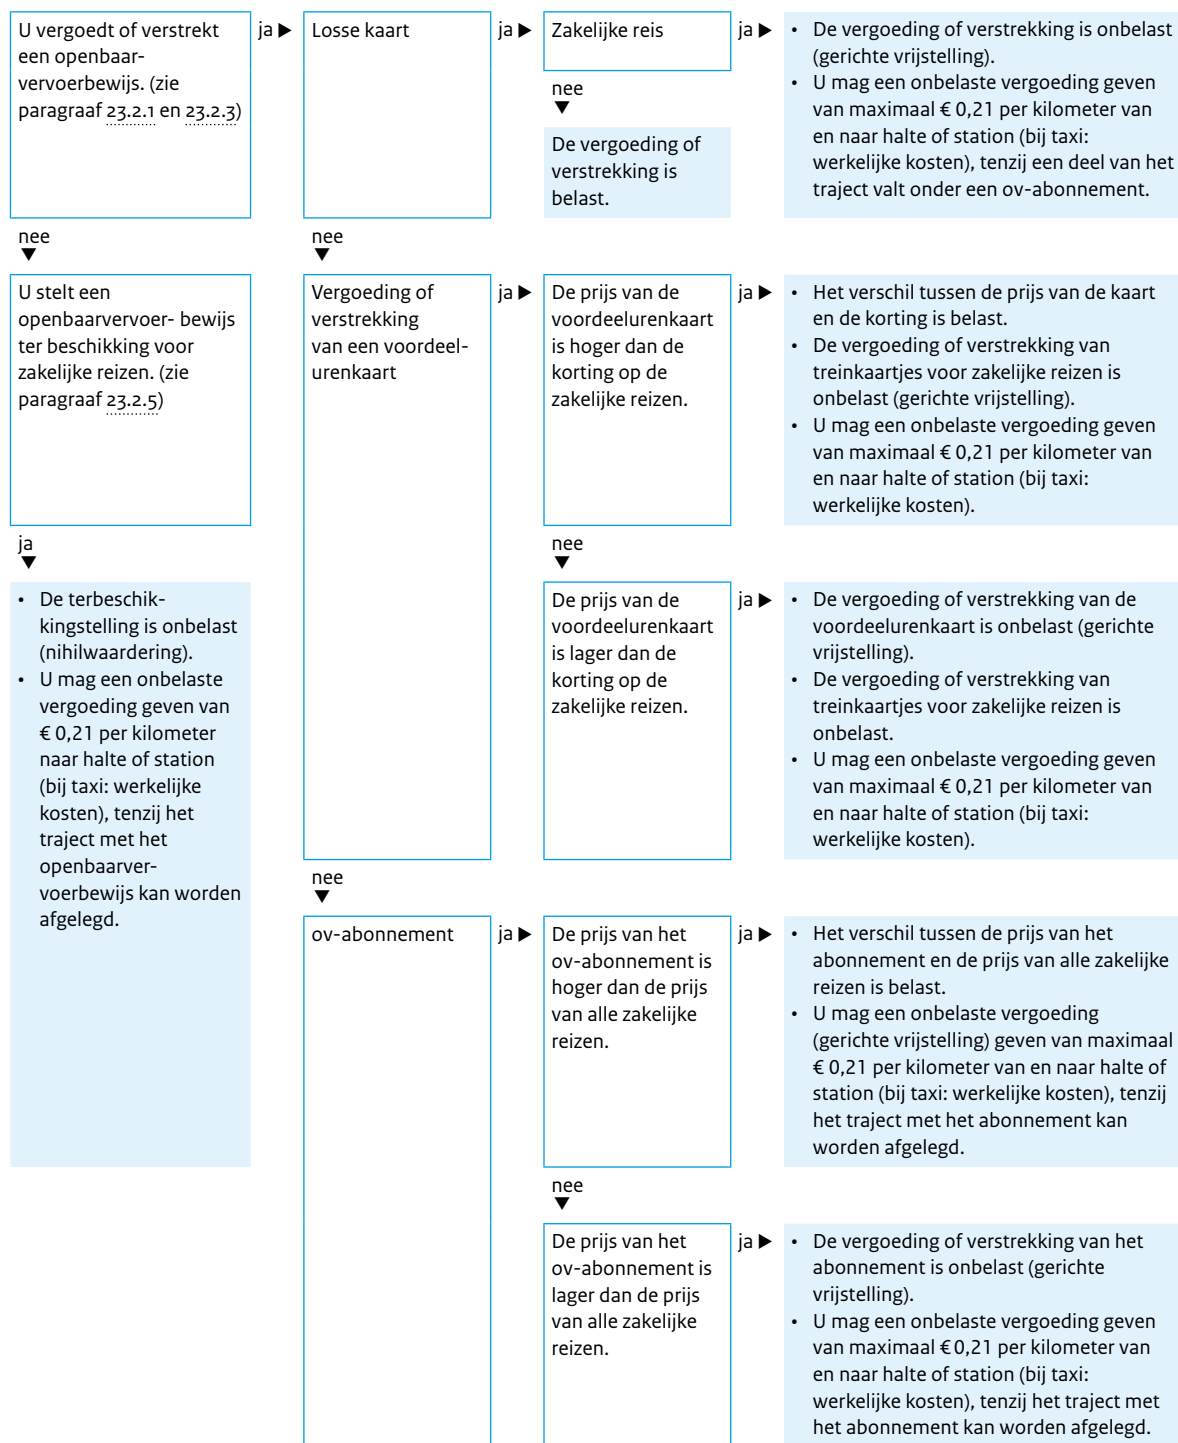 U vergoedt of verstrekt
een openbaar-
vervoerbewijs. (zie
paragraaf 23.2.1 en 23.2.3)
ja ▶
Losse kaart
ja ▶
Zakelijke reis
ja ▶
• De vergoeding of verstrekking is onbelast
(gerichte vrijstelling).
• U mag een onbelaste vergoeding geven
van maximaal € 0,21 per kilometer van
en naar halte of station (bij taxi:
werkelijke kosten), tenzij een deel van het
traject valt onder een ov-abonnement.
nee
▼
De vergoeding of
verstrekking is
belast.
nee
▼
nee
▼
U stelt een
openbaarvervoer- bewijs
ter beschikking voor
zakelijke reizen. (zie
paragraaf 23.2.5)
Vergoeding of
verstrekking
van een voordeel-
urenkaart
ja ▶
De prijs van de
voordeelurenkaart
is hoger dan de
korting op de
zakelijke reizen.
ja ▶
• Het verschil tussen de prijs van de kaart
en de korting is belast.
• De vergoeding of verstrekking van
treinkaartjes voor zakelijke reizen is
onbelast (gerichte vrijstelling).
• U mag een onbelaste vergoeding geven
van maximaal € 0,21 per kilometer van
en naar halte of station (bij taxi:
werkelijke kosten).
ja
▼
nee
▼
• De terbeschik-
kingstelling is onbelast
(nihilwaardering).
• U mag een onbelaste
vergoeding geven van
€ 0,21 per kilometer
naar halte of station
(bij taxi: werkelijke
kosten), tenzij het
traject met het
openbaarver-
voerbewijs kan worden
afgelegd.
De prijs van de
voordeelurenkaart
is lager dan de
korting op de
zakelijke reizen.
ja ▶
• De vergoeding of verstrekking van de
voordeelurenkaart is onbelast (gerichte
vrijstelling).
• De vergoeding of verstrekking van
treinkaartjes voor zakelijke reizen is
onbelast.
• U mag een onbelaste vergoeding geven
van maximaal € 0,21 per kilometer van
en naar halte of station (bij taxi:
werkelijke kosten).
nee
▼
ov-abonnement
ja ▶
De prijs van het
ov-abonnement is
hoger dan de prijs
van alle zakelijke
reizen.
ja ▶
• Het verschil tussen de prijs van het
abonnement en de prijs van alle zakelijke
reizen is belast.
• U mag een onbelaste vergoeding
(gerichte vrijstelling) geven van maximaal
€ 0,21 per kilometer van en naar halte of
station (bij taxi: werkelijke kosten), tenzij
het traject met het abonnement kan
worden afgelegd.
nee
▼
De prijs van het
ov-abonnement is
lager dan de prijs
van alle zakelijke
reizen.
ja ▶
• De vergoeding of verstrekking van het
abonnement is onbelast (gerichte
vrijstelling).
• U mag een onbelaste vergoeding geven
van maximaal € 0,21 per kilometer van
en naar halte of station (bij taxi:
werkelijke kosten), tenzij het traject met
het abonnement kan worden afgelegd.